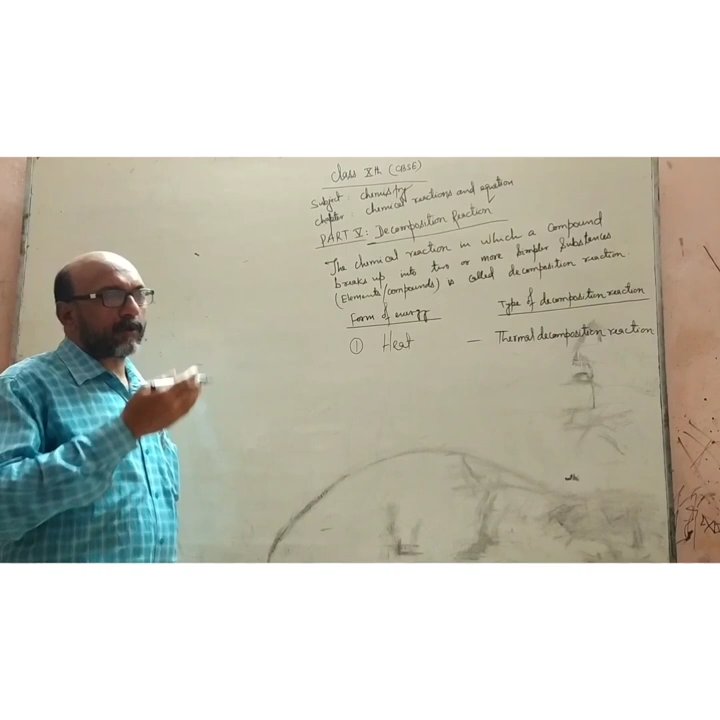 Class Xth (CBSE)
Subject chemistry
chapter chemical reactions and equation
PART V: Decomposition Reaction
The chemical reaction in which a compound
breaks up into two or more simpler substances
(Elements/compounds) is called decomposition reaction
Form of energy Type of decomposition reaction
① Heat — Thermal decomposition reaction